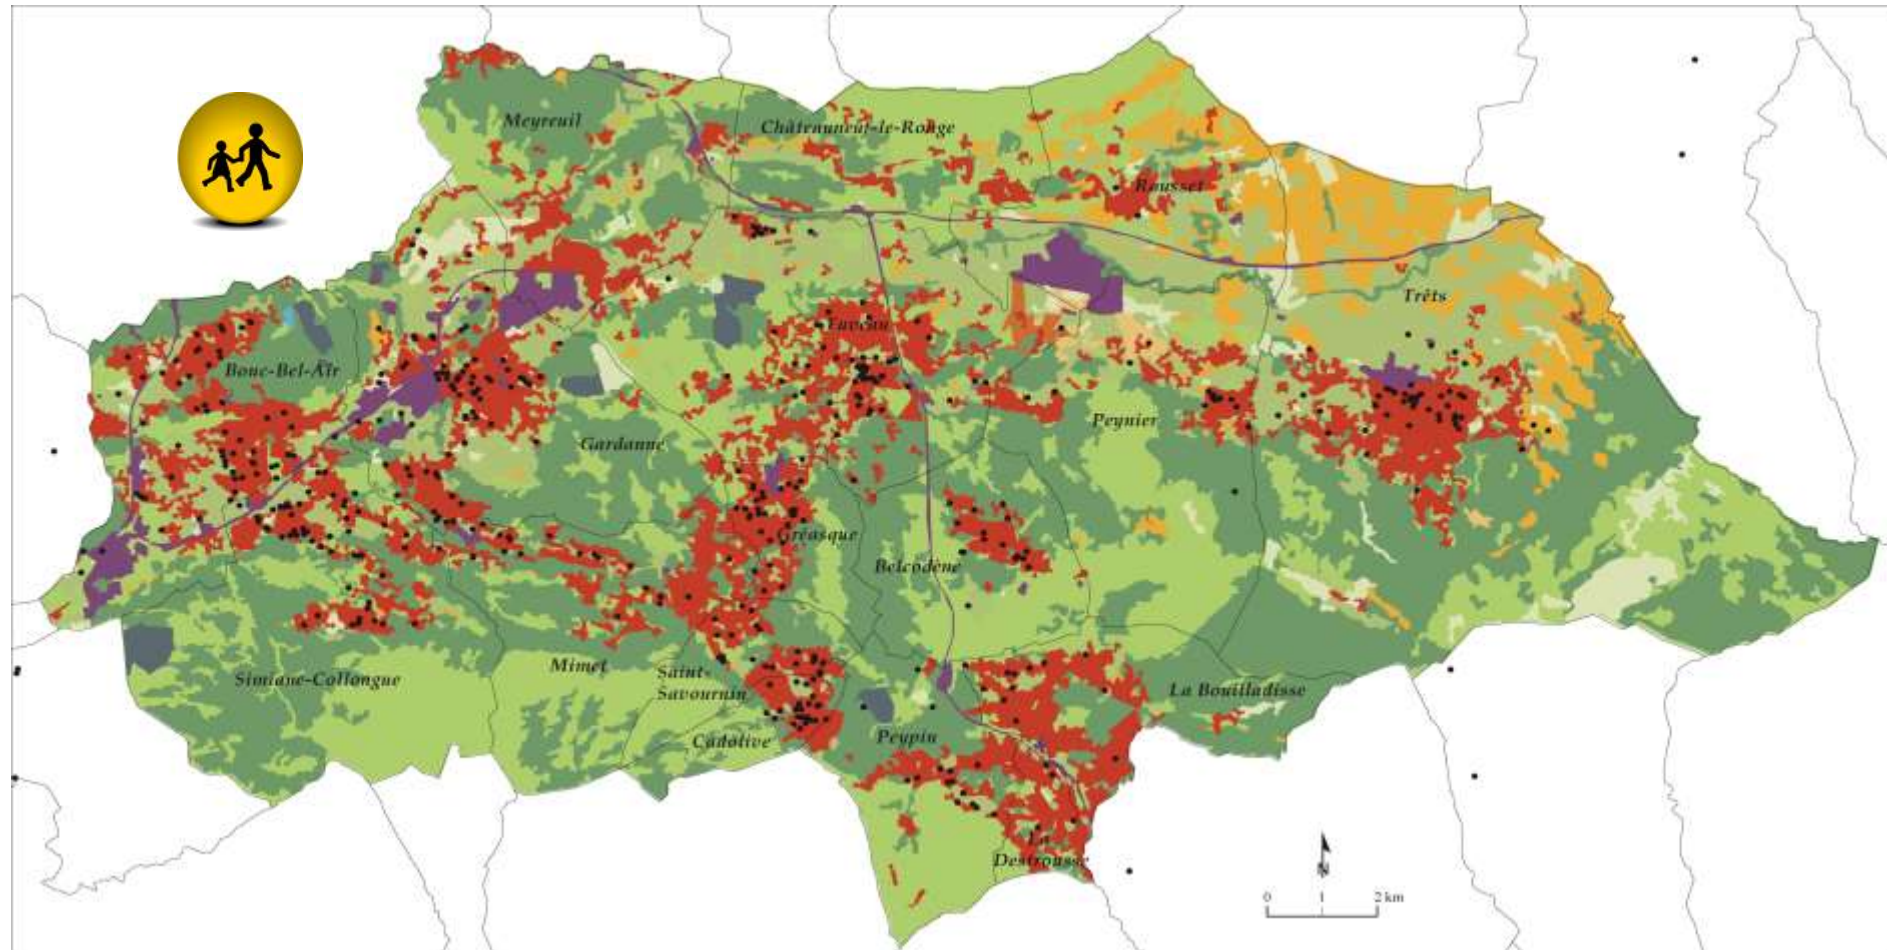 Meyreuil
Châteauneuf-le-Rouge
Rousset
Trêts
Fuveau
Bouc-Bel-Air
Peynier
Gardanne
Gréasque
Belcodène
Mimet
Saint-
Savournin
Simiane-Collongue
La Bouilladisse
Cadolive
Peypin
La
Destrousse
N
0 1 2 km